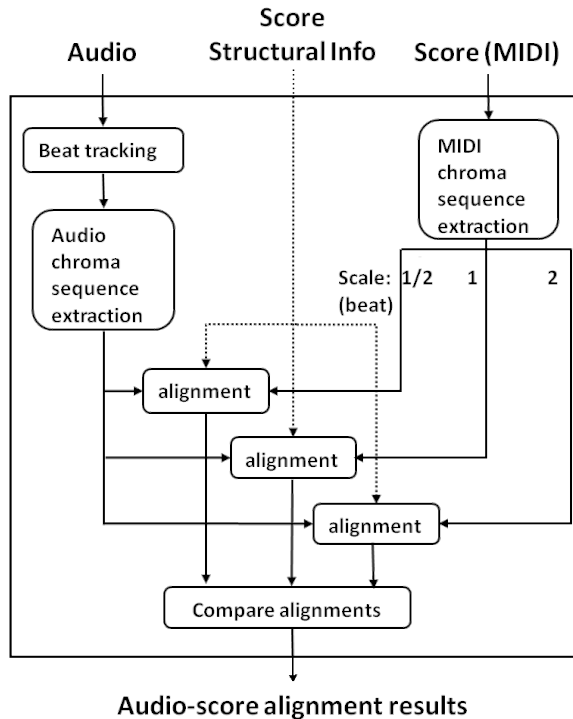 Score
Audio
Structural Info
Score (MIDI)
Beat tracking
MIDI
chroma
sequence
extraction
Audio
chroma
sequence
extraction
Scale: 1/2 1 2
(beat)
alignment
alignment
alignment
Compare alignments
Audio-score alignment results